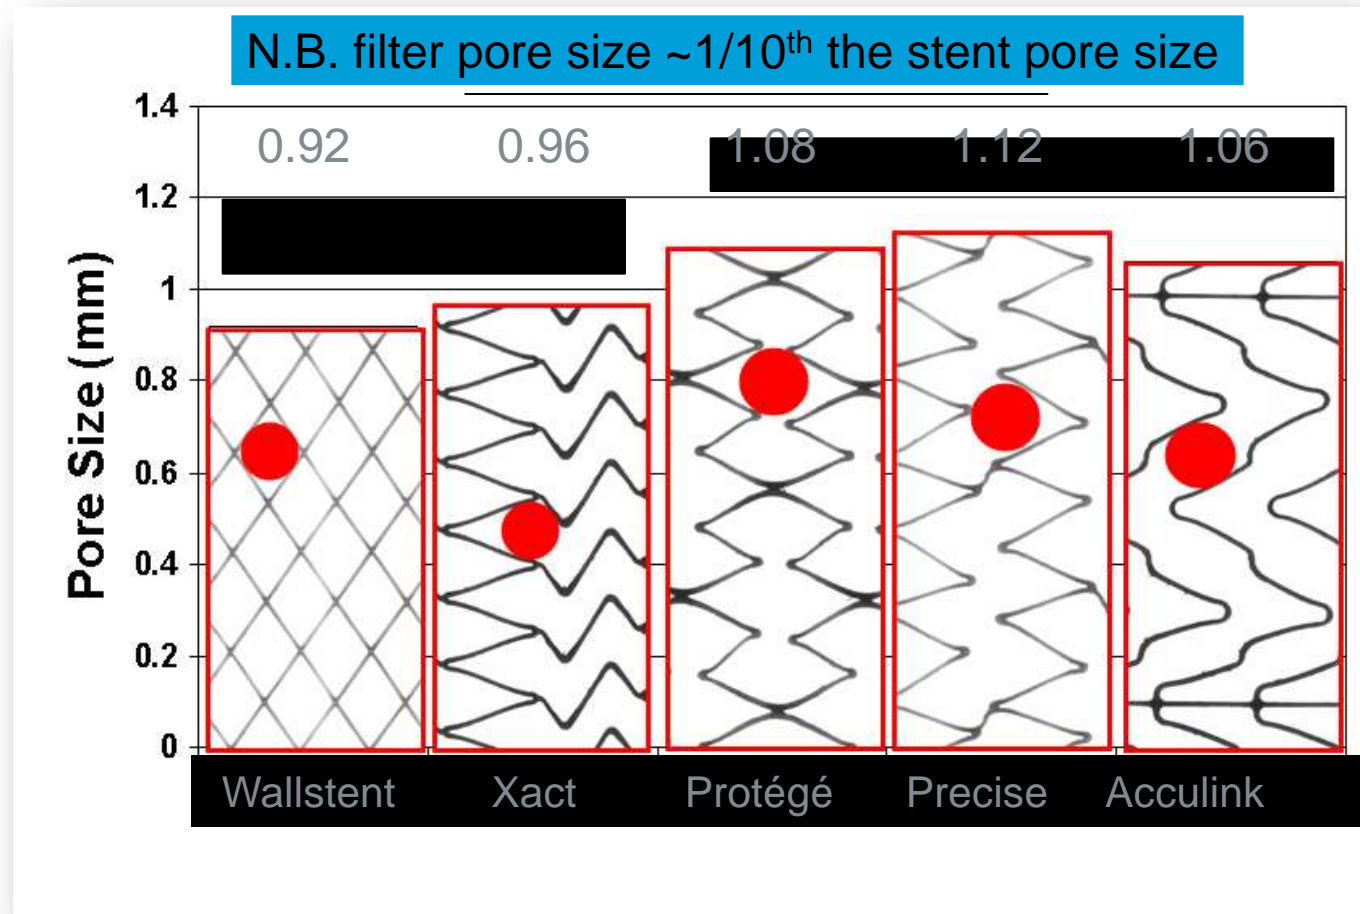 N.B. filter pore size ~1/10th the stent pore size
1.4
0.92 0.96 1.08 1.12 1.06
1.2
1
0.8
0.6
0.4
0.2
0
Pore Size (mm)
Wallstent Xact Protégé Precise Acculink